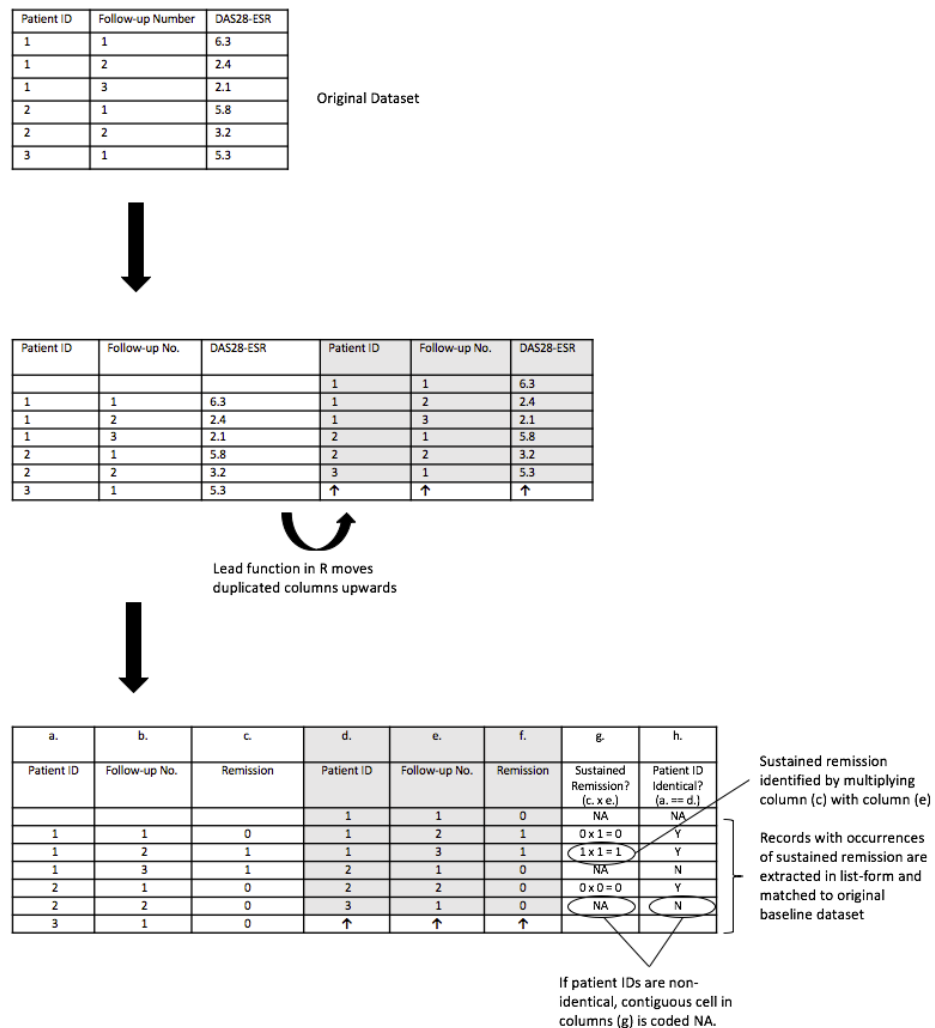 Patient ID Follow-up Number DAS28-ESR
1 1 6.3
1 2 2.4
1 3 2.1
2 1 5.8
2 2 3.2
3 1 5.3
Original Dataset
Patient ID Follow-up No. DAS28-ESR Patient ID Follow-up No. DAS28-ESR
1 1 6.3
1 1 6.3 1 2 2.4
1 2 2.4 1 3 2.1
1 3 2.1 2 1 5.8
2 1 5.8 2 2 3.2
2 2 3.2 3 1 5.3
3 1 5.3 ↑ ↑ ↑
Lead function in R moves
duplicated columns upwards
a. b. c. d. e. f. g. h.
Patient ID Follow-up No. Remission Patient ID Follow-up No. Remission Sustained Patient ID
Remission? Identical?
(c. x e.) (a. == d.)
1 1 0 NA NA
1 1 0 1 2 1 0 x 1 = 0 Y
1 2 1 1 3 1 1 x 1 = 1 Y
1 3 1 2 1 0 NA N
2 1 0 2 2 0 0 x 0 = 0 Y
2 2 0 3 1 0 NA N
3 1 0 ↑ ↑ ↑
Sustained remission
identified by multiplying
column (c) with column (e)
Records with occurrences
of sustained remission are
extracted in list-form and
matched to original
baseline dataset
If patient IDs are non-
identical, contiguous cell in
columns (g) is coded NA.